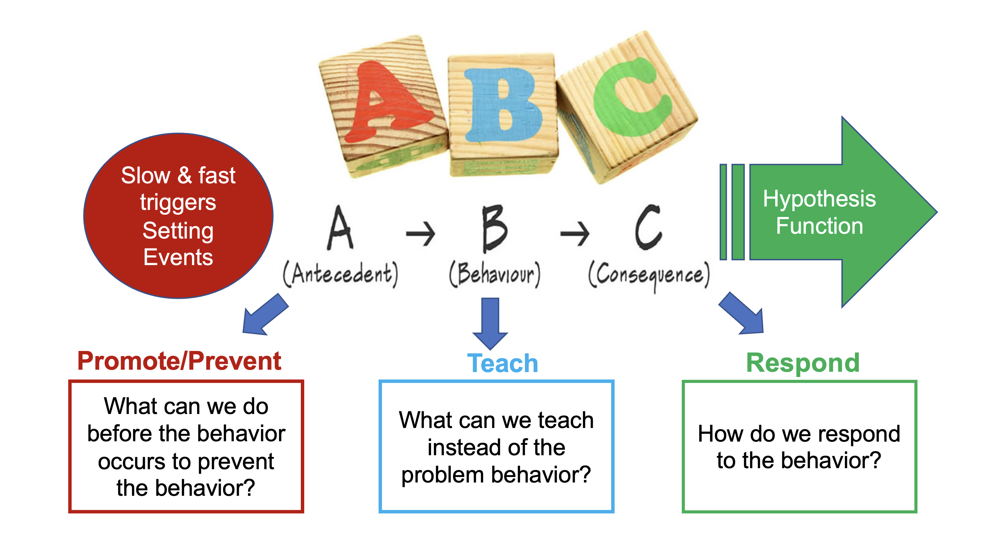 A B C
Slow & fast
triggers
Setting
Events
A → B → C
(Antecedent) (Behaviour) (Consequence)
Hypothesis
Function
Promote/Prevent
What can we do
before the behavior
occurs to prevent
the behavior?
Teach
What can we teach
instead of the
problem behavior?
Respond
How do we respond
to the behavior?